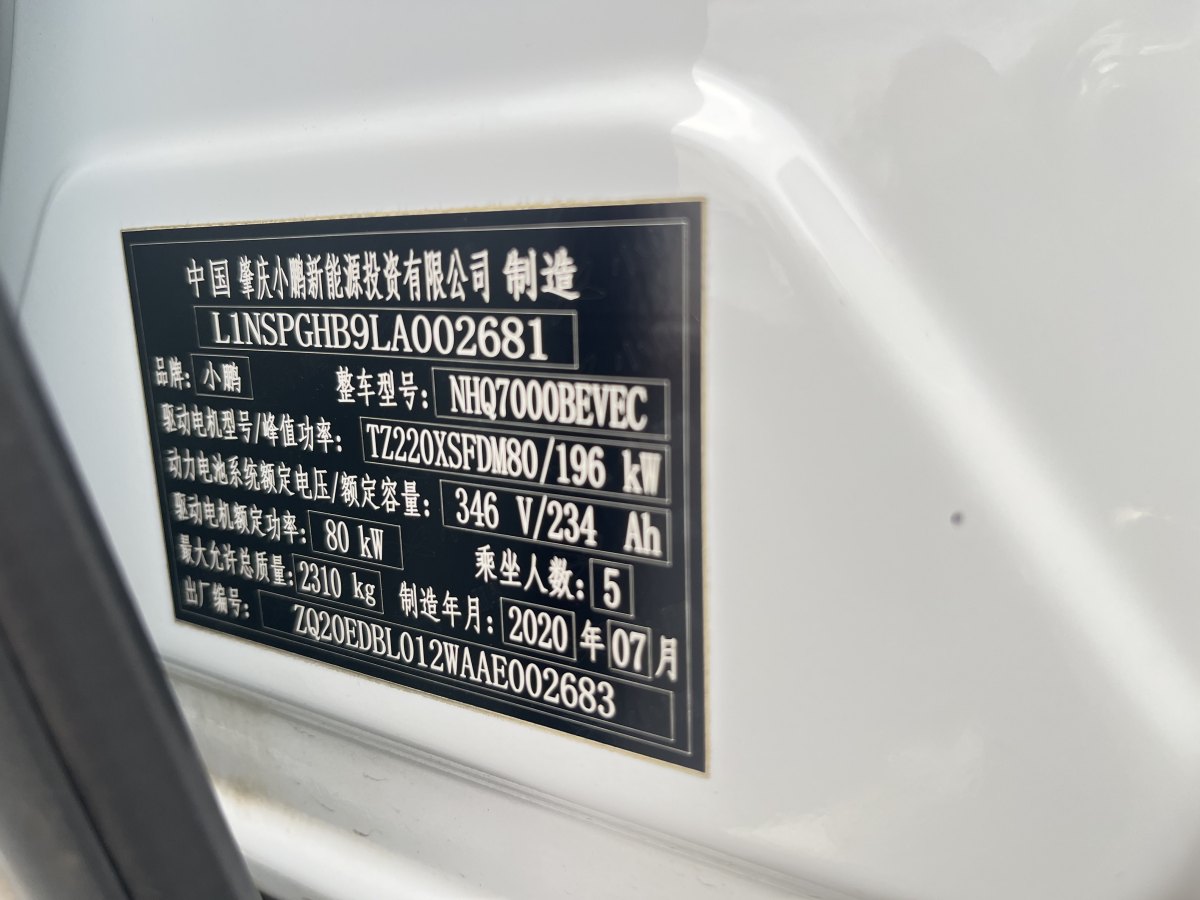 中国 肇庆小鹏新能源投资有限公司 制造
L1NSPGHB9LA002681
品牌: 小鹏 整车型号: NHQ7000BEVEC
驱动电机型号/峰值功率: TZ220XSFDM80/196 kW
动力电池系统额定电压/额定容量: 346 V/234 Ah
驱动电机额定功率: 80 kW 乘坐人数: 5
最大允许总质量: 2310 kg 制造年月: 2020 年 07 月
出厂编号: ZQ20EDBL012WAAE002683